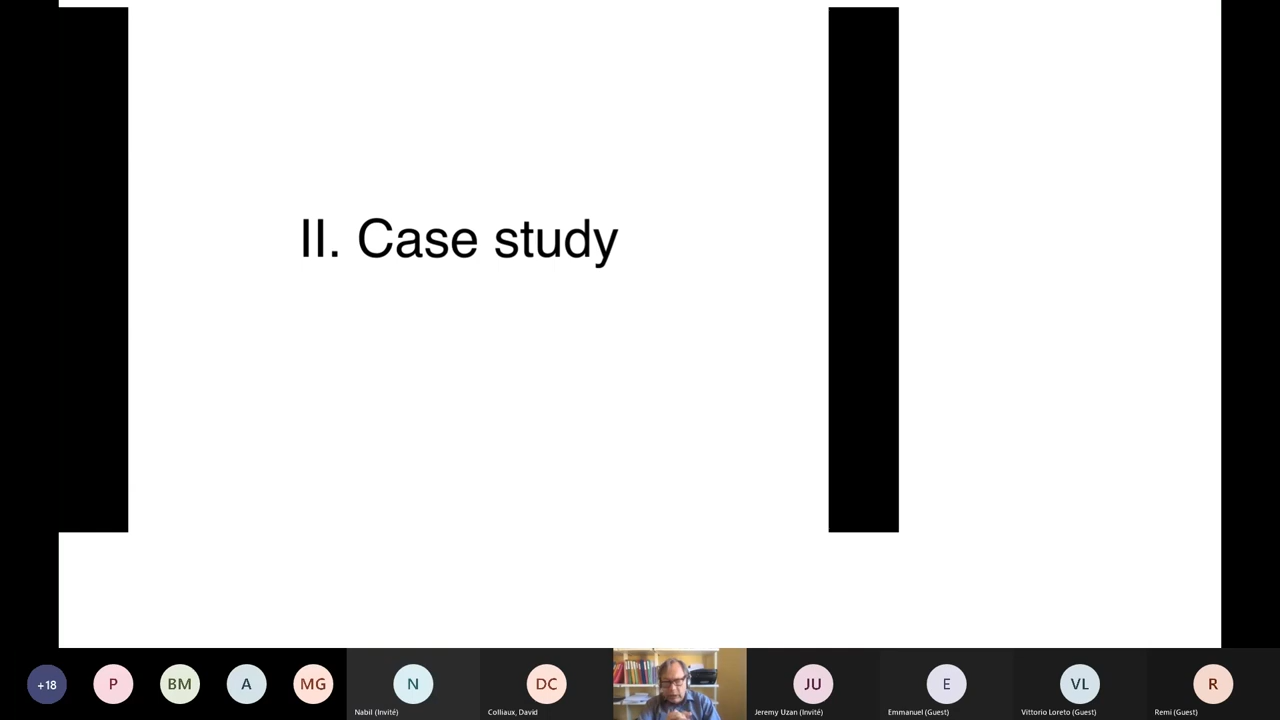 II. Case study
+18
P
BM
A
MG
N
DC
JU
E
VL
R
Nabil (Invité)
Colliaux, David
Jeremy Uzan (Invité)
Emmanuel (Guest)
Vittorio Loreto (Guest)
Remi (Guest)